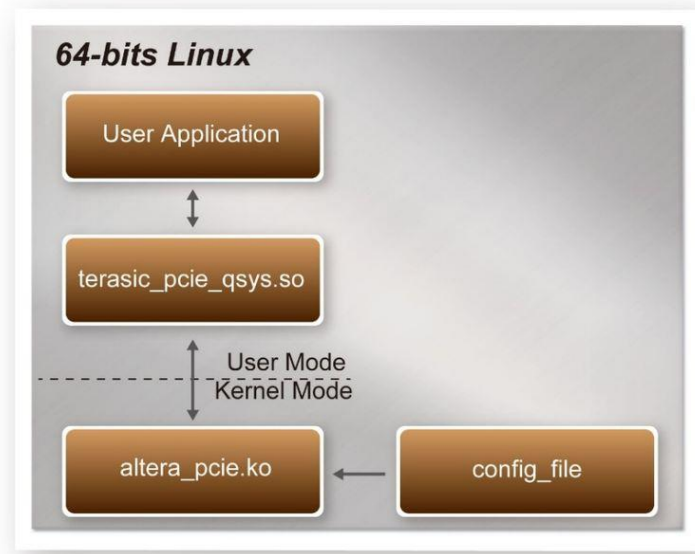 64-bits Linux
User Application
terasic_pcie_qsys.so
User Mode
Kernel Mode
altera_pcie.ko
config_file